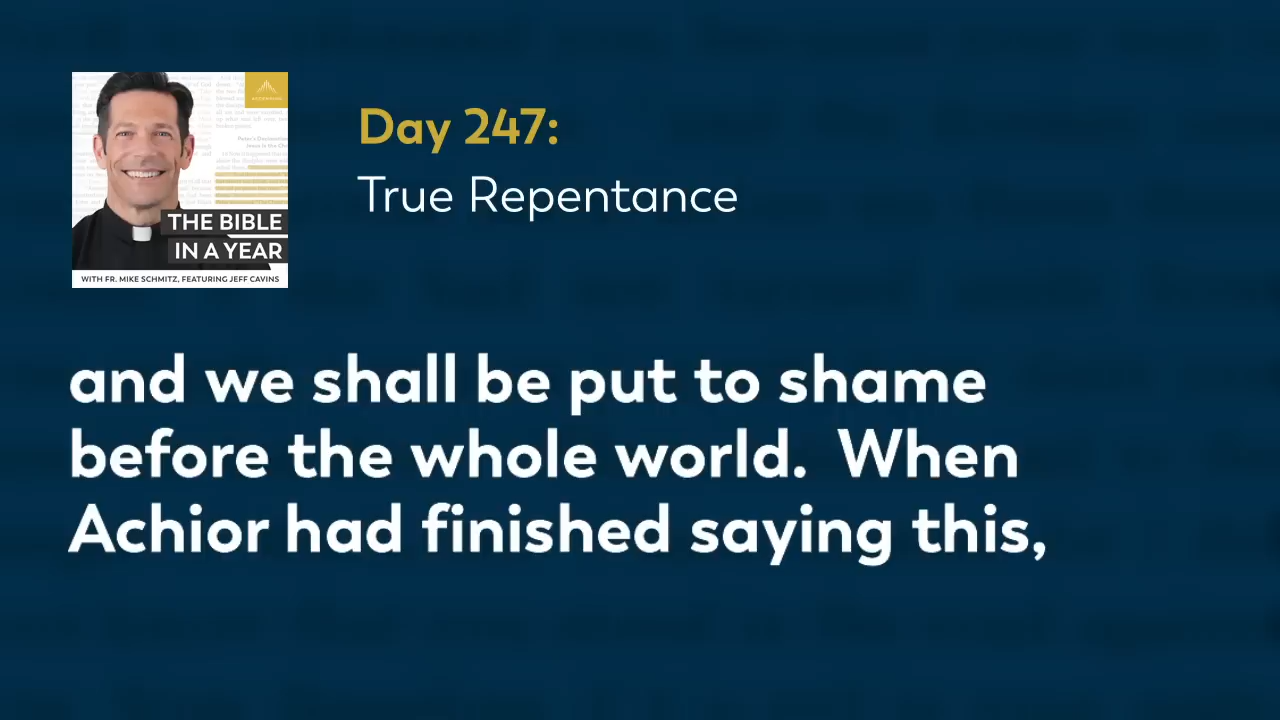 Day 247:
True Repentance
THE BIBLE
IN A YEAR
WITH FR. MIKE SCHMITZ, FEATURING JEFF CAVINS
and we shall be put to shame
before the whole world. When
Achior had finished saying this,